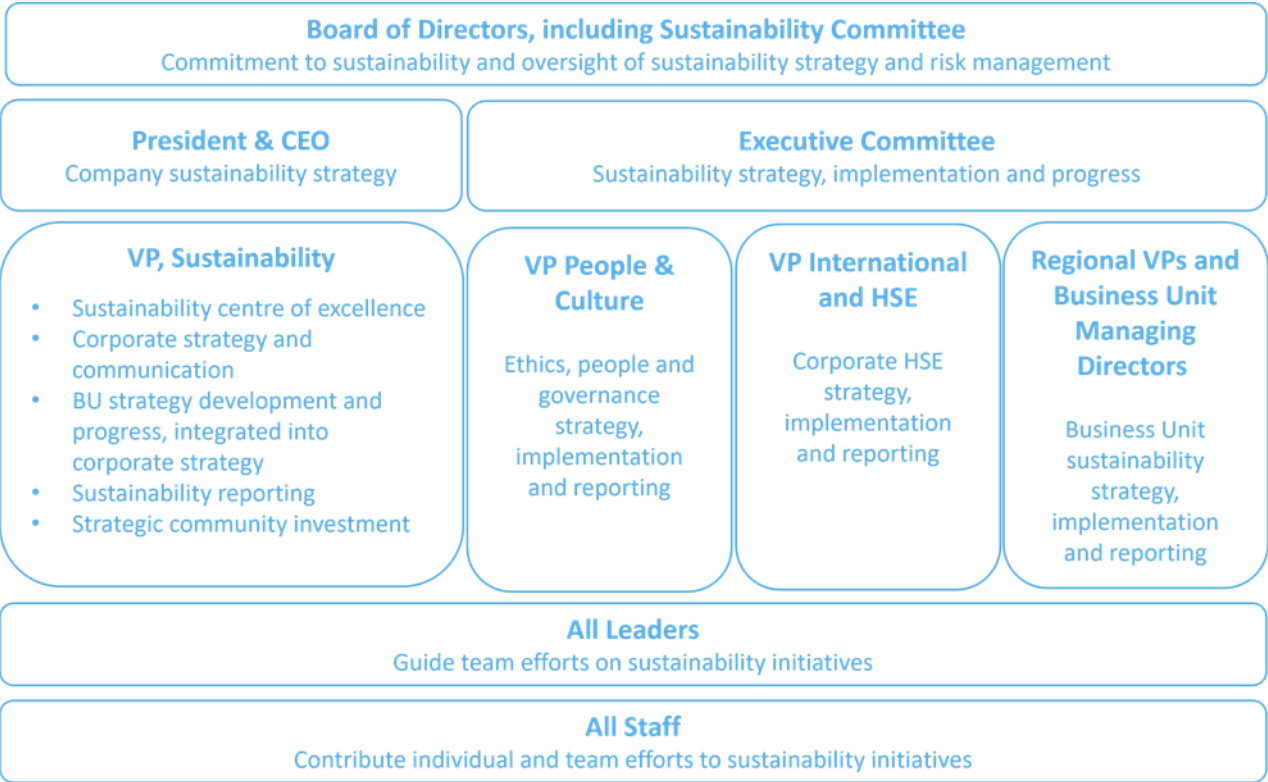 Board of Directors, including Sustainability Committee
Commitment to sustainability and oversight of sustainability strategy and risk management
President & CEO
Company sustainability strategy
Executive Committee
Sustainability strategy, implementation and progress
VP, Sustainability
• Sustainability centre of excellence
• Corporate strategy and
communication
• BU strategy development and
progress, integrated into
corporate strategy
• Sustainability reporting
• Strategic community investment
VP People &
Culture
Ethics, people and
governance
strategy,
implementation
and reporting
VP International
and HSE
Corporate HSE
strategy,
implementation
and reporting
Regional VPs and
Business Unit
Managing
Directors
Business Unit
sustainability
strategy,
implementation
and reporting
All Leaders
Guide team efforts on sustainability initiatives
All Staff
Contribute individual and team efforts to sustainability initiatives